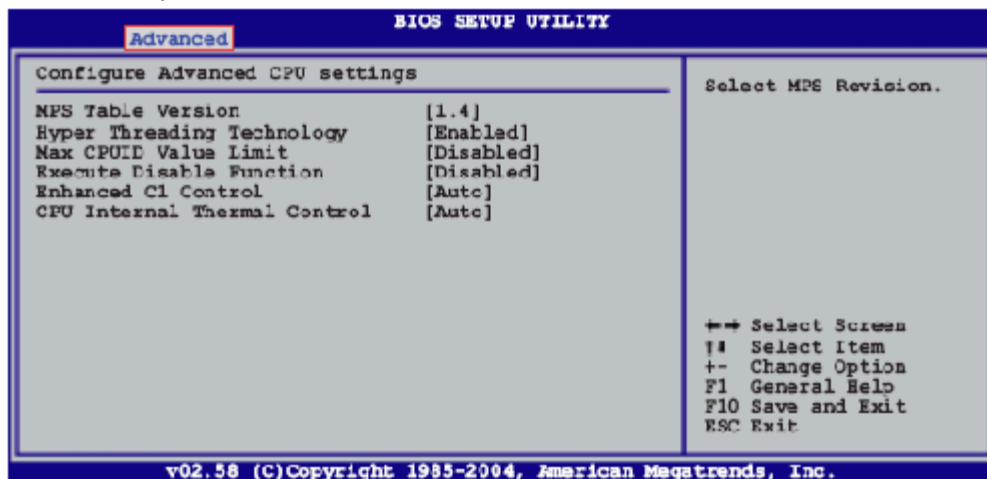 BIOS SETUP UTILITY
Advanced
Configure Advanced CPU settings
MPS Table Version [1.4]
Hyper Threading Technology [Enabled]
Max CPUID Value Limit [Disabled]
Execute Disable Function [Disabled]
Enhanced C1 Control [Auto]
CPU Internal Thermal Control [Auto]
Select MPS Revision.
←→ Select Screen
↑↓ Select Item
+- Change Option
F1 General Help
F10 Save and Exit
ESC Exit
v02.58 (C)Copyright 1985-2004, American Megatrends, Inc.